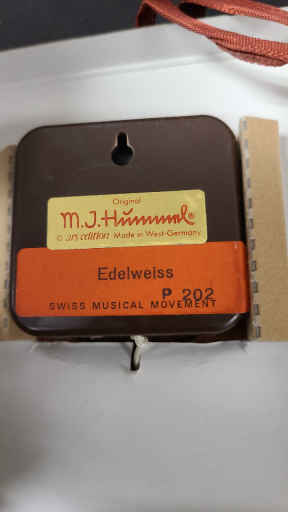 Original
M.J.Hummel®
© ars edition Made in West-Germany
Edelweiss
P 202
SWISS MUSICAL MOVEMENT